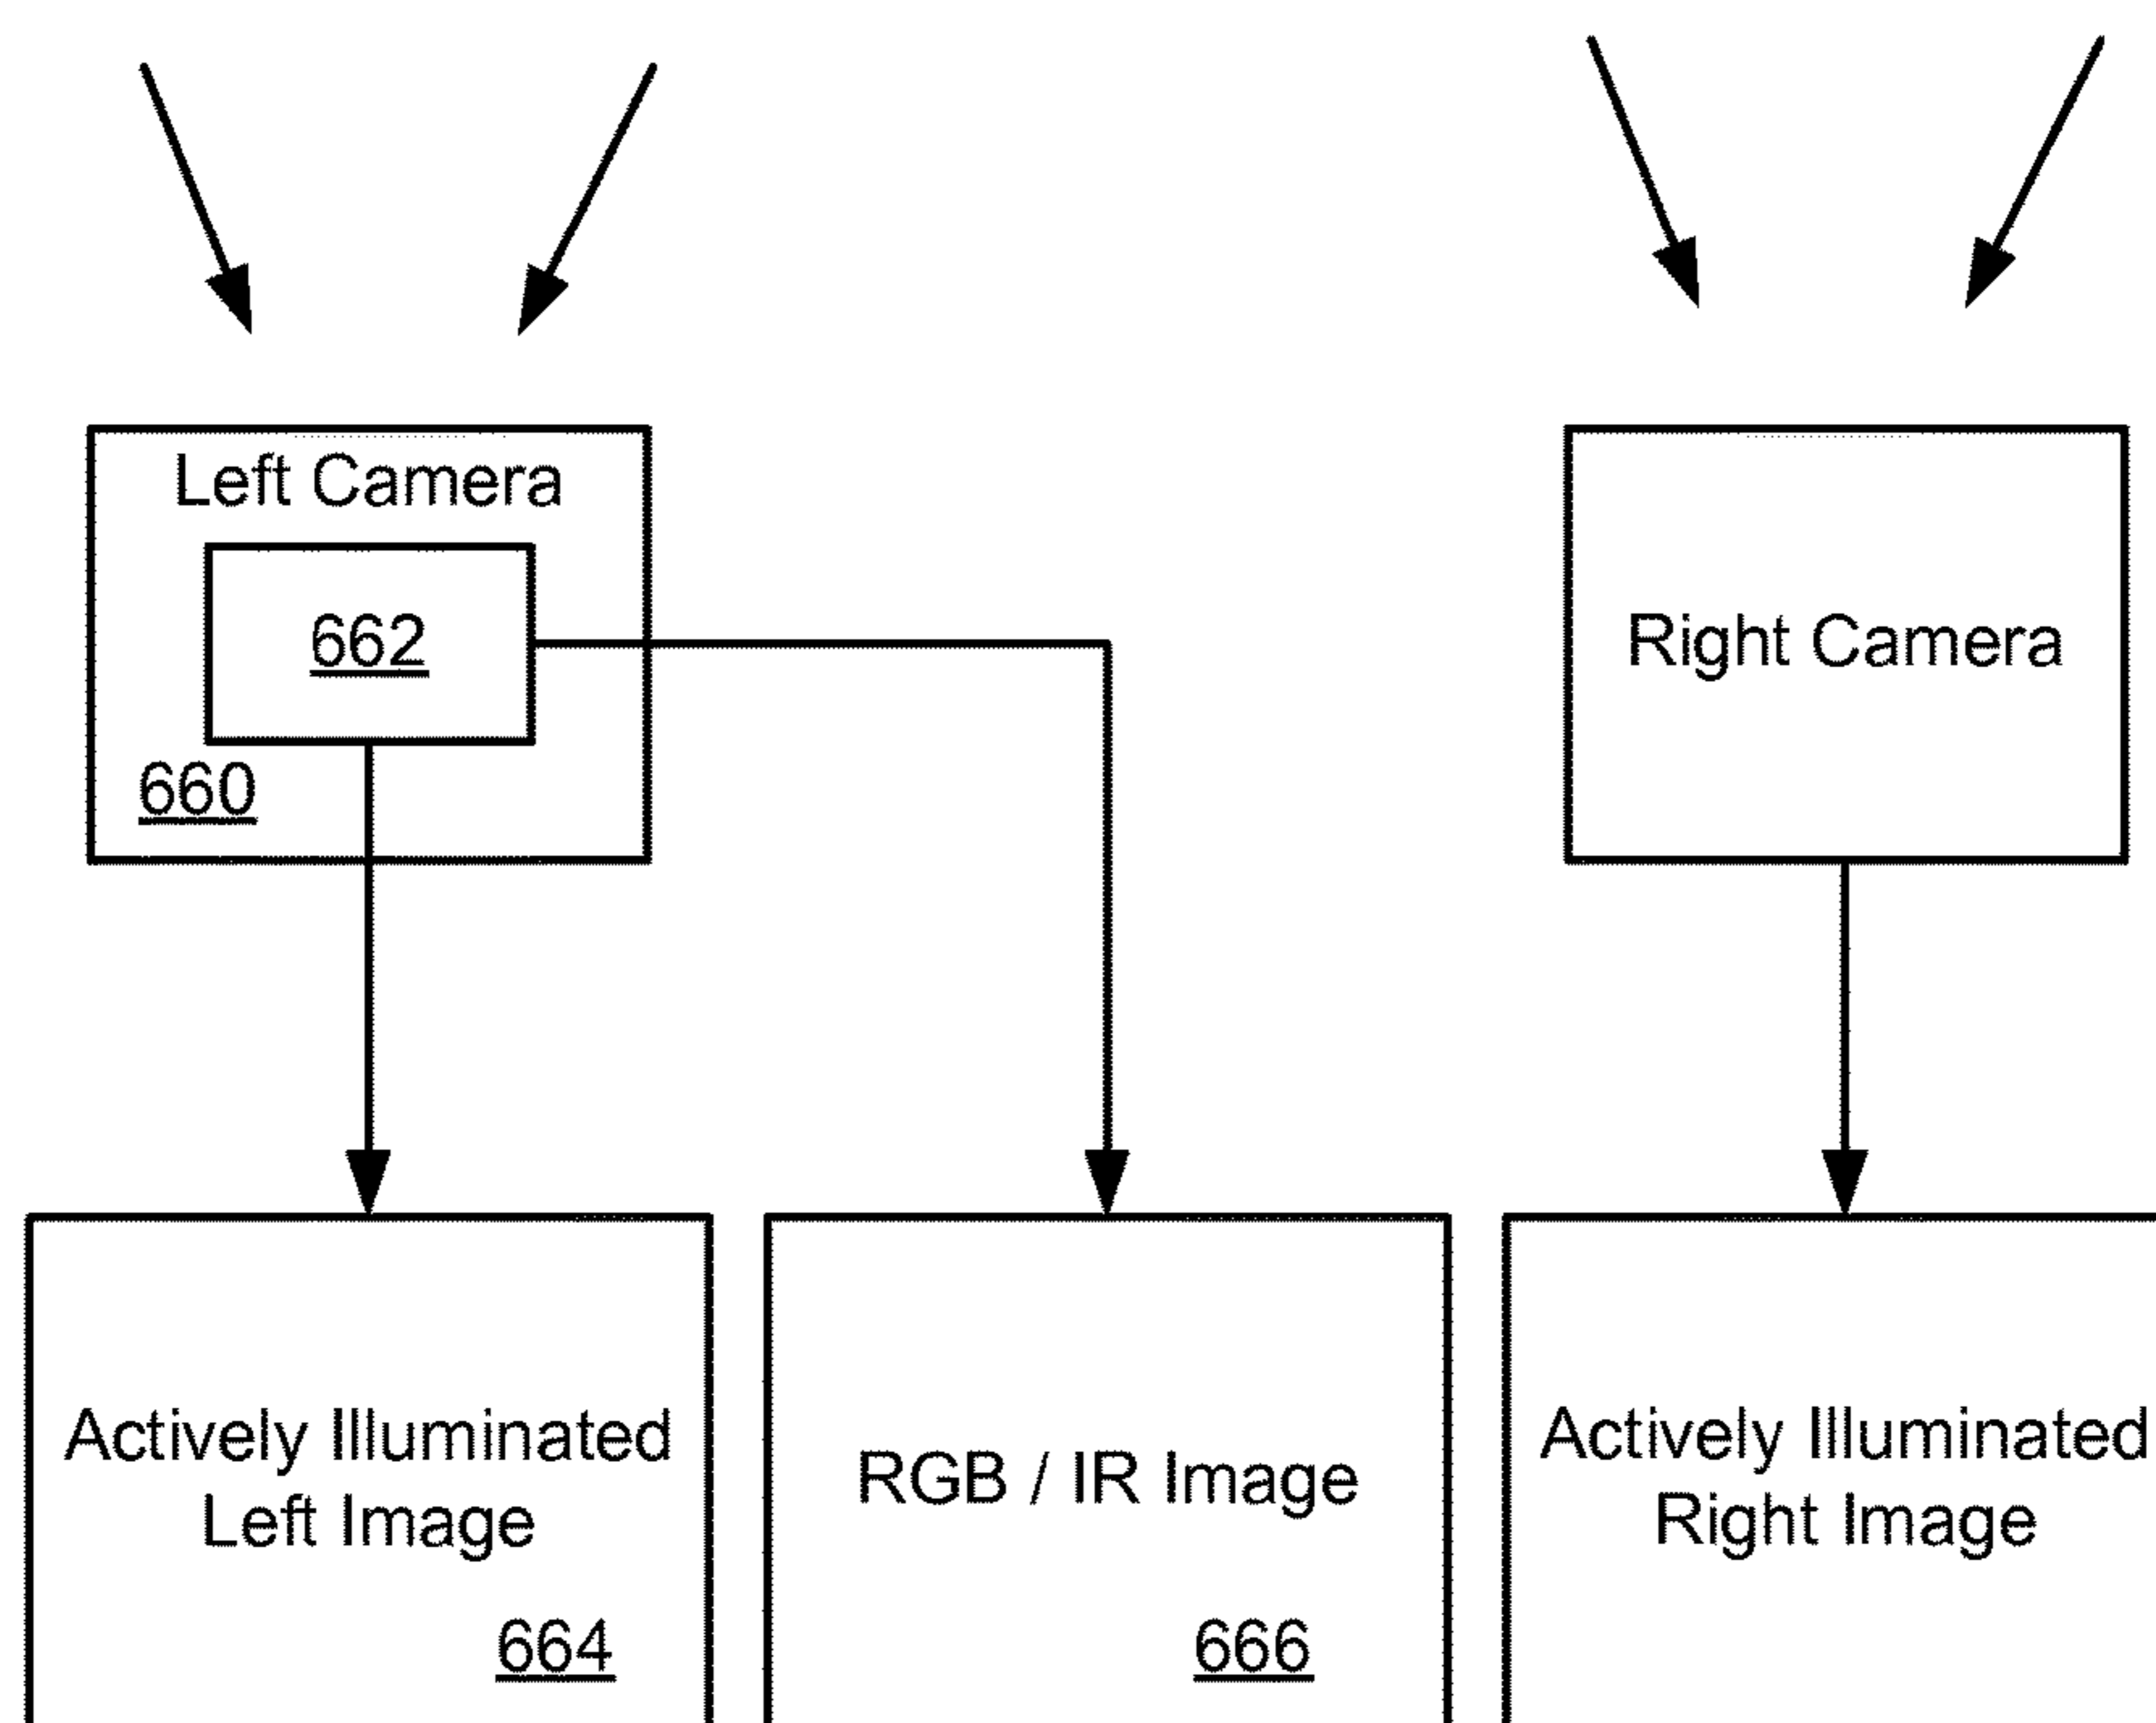 Left Camera
662
660
Right Camera
Actively Illuminated
Left Image
664
RGB / IR Image
666
Actively Illuminated
Right Image